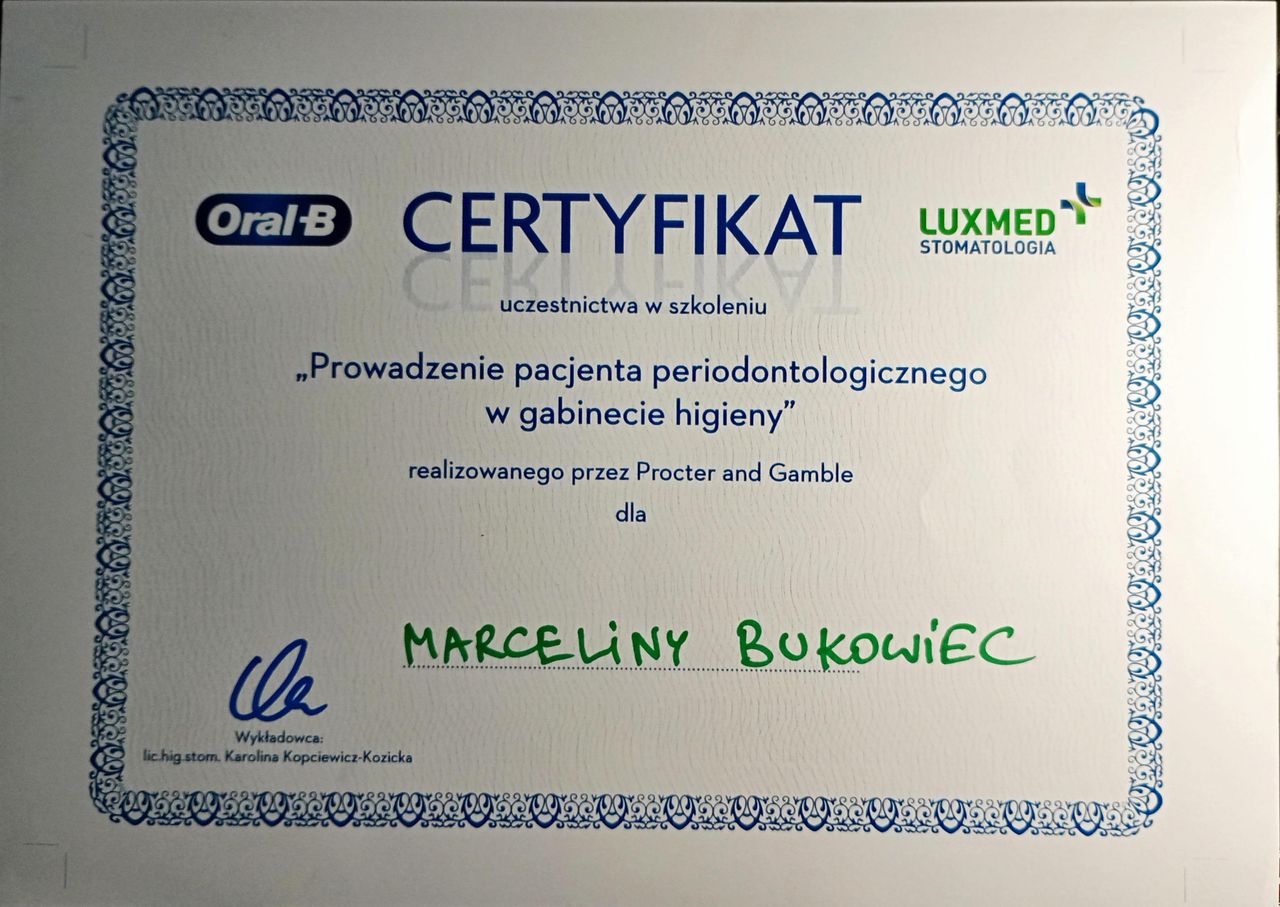 Oral-B
CERTYFIKAT
LUXMED
STOMATOLOGIA
uczestnictwa w szkoleniu
„Prowadzenie pacjenta periodontologicznego
w gabinecie higieny”
realizowanego przez Procter and Gamble
dla
MARCELiNY BUKOWiEC
Wykładowca:
lic.hig.stom. Karolina Kopciewicz-Kozicka